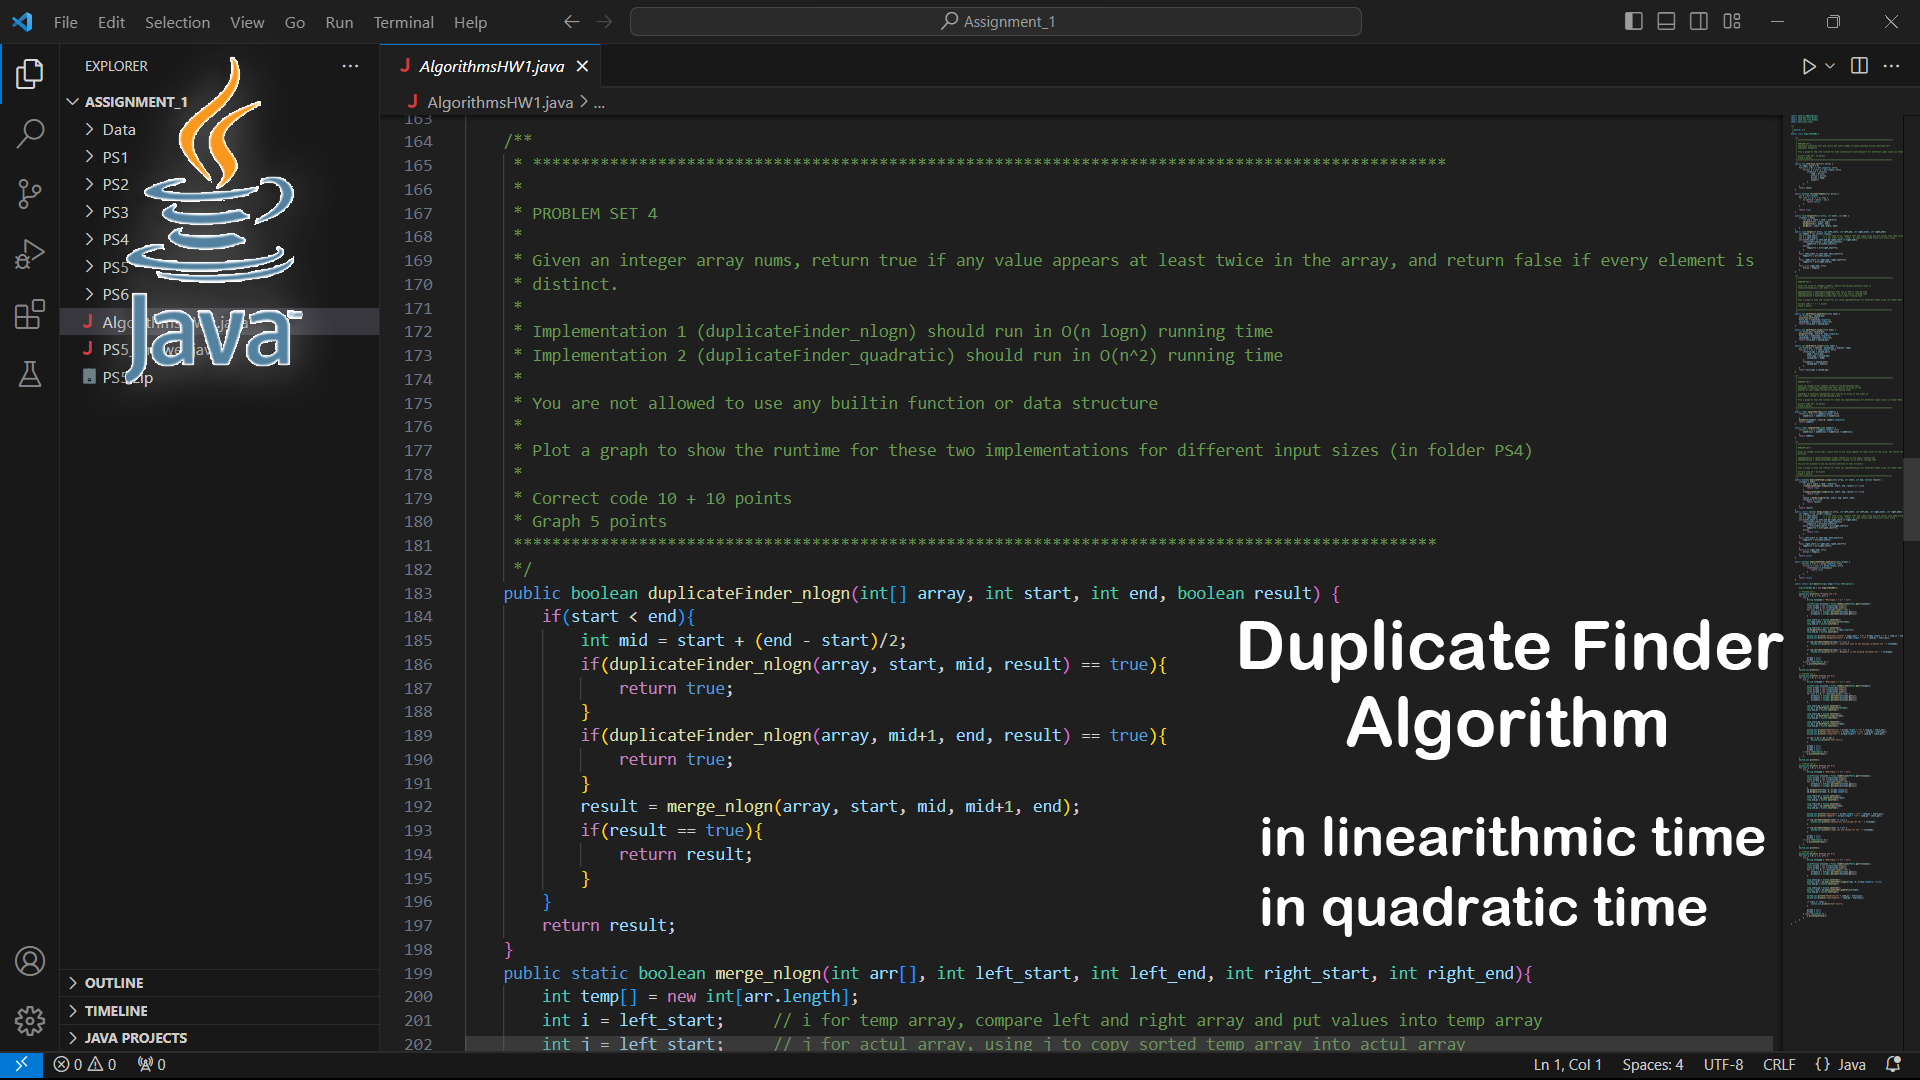 File Edit Selection View Go Run Terminal Help
Assignment_1
EXPLORER
ASSIGNMENT_1
Data
PS1
PS2
PS3
PS4
PS5
PS6
PS5.zip
Java™
OUTLINE
TIMELINE
JAVA PROJECTS
J AlgorithmsHW1.java
J AlgorithmsHW1.java > ...
163
164 /**
165 * ***********************************************************************************************
166 *
167 * PROBLEM SET 4
168 *
169 * Given an integer array nums, return true if any value appears at least twice in the array, and return false if every element is
170 * distinct.
171 *
172 * Implementation 1 (duplicateFinder_nlogn) should run in O(n logn) running time
173 * Implementation 2 (duplicateFinder_quadratic) should run in O(n^2) running time
174 *
175 * You are not allowed to use any builtin function or data structure
176 *
177 * Plot a graph to show the runtime for these two implementations for different input sizes (in folder PS4)
178 *
179 * Correct code 10 + 10 points
180 * Graph 5 points
181 ************************************************************************************************
182 */
183 public boolean duplicateFinder_nlogn(int[] array, int start, int end, boolean result) {
184 if(start < end){
185 int mid = start + (end - start)/2;
186 if(duplicateFinder_nlogn(array, start, mid, result) == true){
187 return true;
188 }
189 if(duplicateFinder_nlogn(array, mid+1, end, result) == true){
190 return true;
191 }
192 result = merge_nlogn(array, start, mid, mid+1, end);
193 if(result == true){
194 return result;
195 }
196 }
197 return result;
198 }
199 public static boolean merge_nlogn(int arr[], int left_start, int left_end, int right_start, int right_end){
200 int temp[] = new int[arr.length];
201 int i = left_start; // i for temp array, compare left and right array and put values into temp array
202 int j = left_start; // j for actul array, using j to copy sorted temp array into actul array
Duplicate Finder
Algorithm
in linearithmic time
in quadratic time
0 0 0
Ln 1, Col 1 Spaces: 4 UTF-8 CRLF {} Java